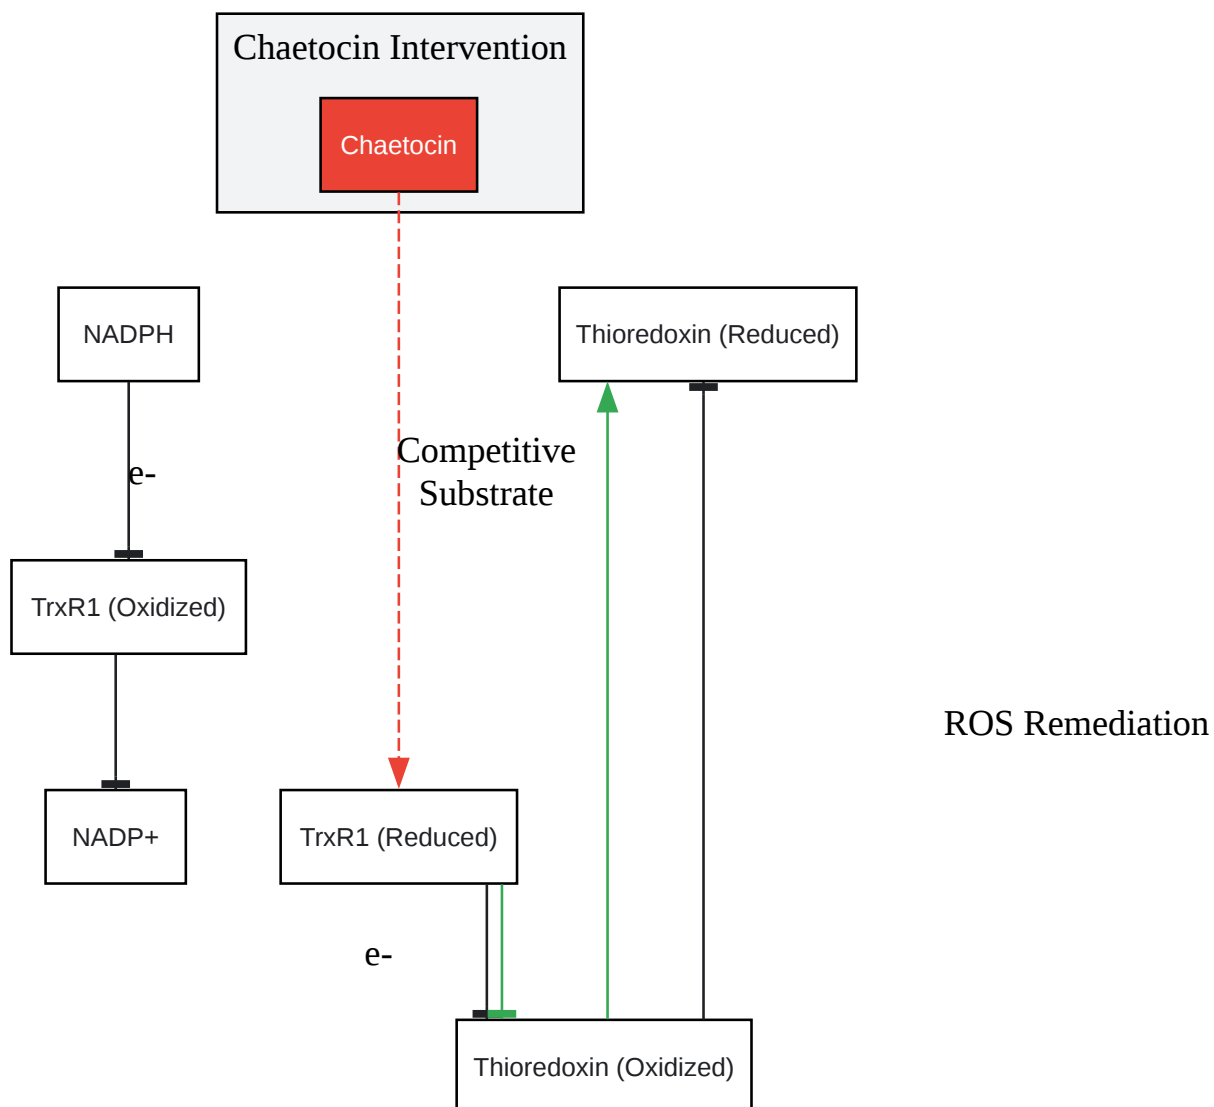 Chaetocin Intervention
Chaetocin
NADPH
Thioredoxin (Reduced)
Competitive
Substrate
e-
TrxR1 (Oxidized)
ROS Remediation
NADP+
TrxR1 (Reduced)
e-
Thioredoxin (Oxidized)